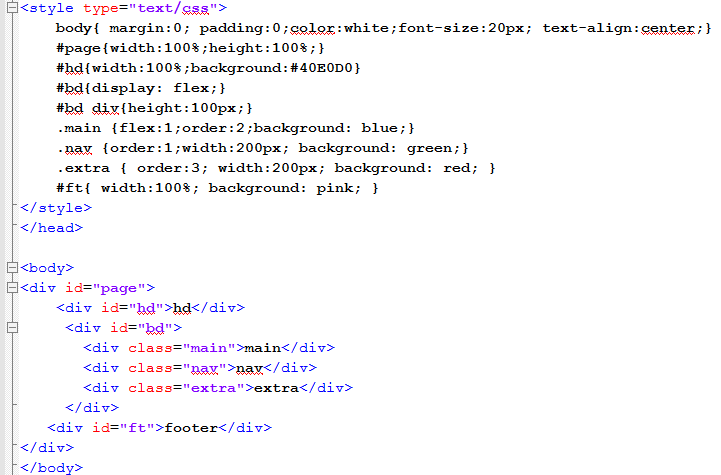 <style type="text/css">
body{ margin:0; padding:0;color:white;font-size:20px; text-align:center;}
#page{width:100%;height:100%;}
#hd{width:100%;background:#40E0D0}
#bd{display: flex;}
#bd div{height:100px;}
.main {flex:1;order:2;background: blue;}
.nav {order:1;width:200px; background: green;}
.extra { order:3; width:200px; background: red; }
#ft{ width:100%; background: pink; }
</style>
</head>
<body>
<div id="page">
<div id="hd">hd</div>
<div id="bd">
<div class="main">main</div>
<div class="nav">nav</div>
<div class="extra">extra</div>
</div>
<div id="ft">footer</div>
</div>
</body>